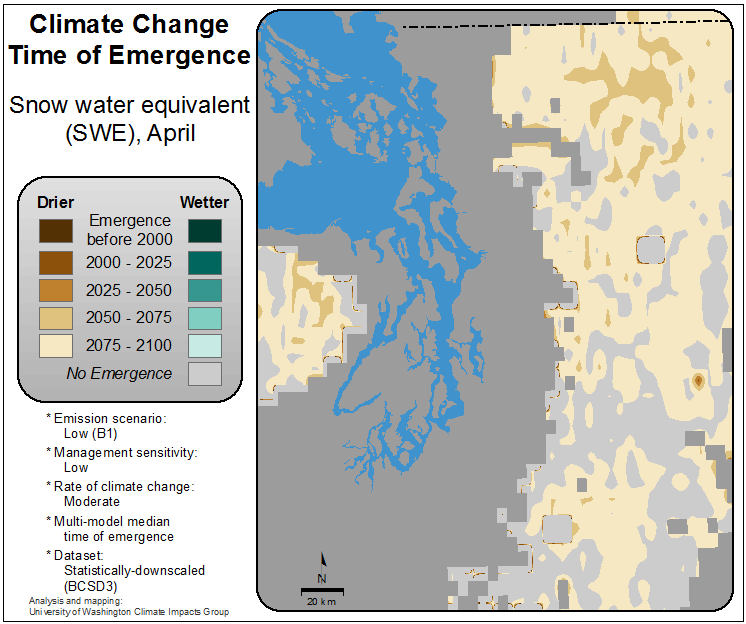 Climate Change
Time of Emergence
Snow water equivalent
(SWE), April
Drier
Wetter
Emergence
before 2000
2000 - 2025
2025 - 2050
2050 - 2075
2075 - 2100
No Emergence
* Emission scenario:
Low (B1)
* Management sensitivity:
Low
* Rate of climate change:
Moderate
* Multi-model median
time of emergence
* Dataset:
Statistically-downscaled
(BCSD3)
Analysis and mapping:
University of Washington Climate Impacts Group
N
20 km